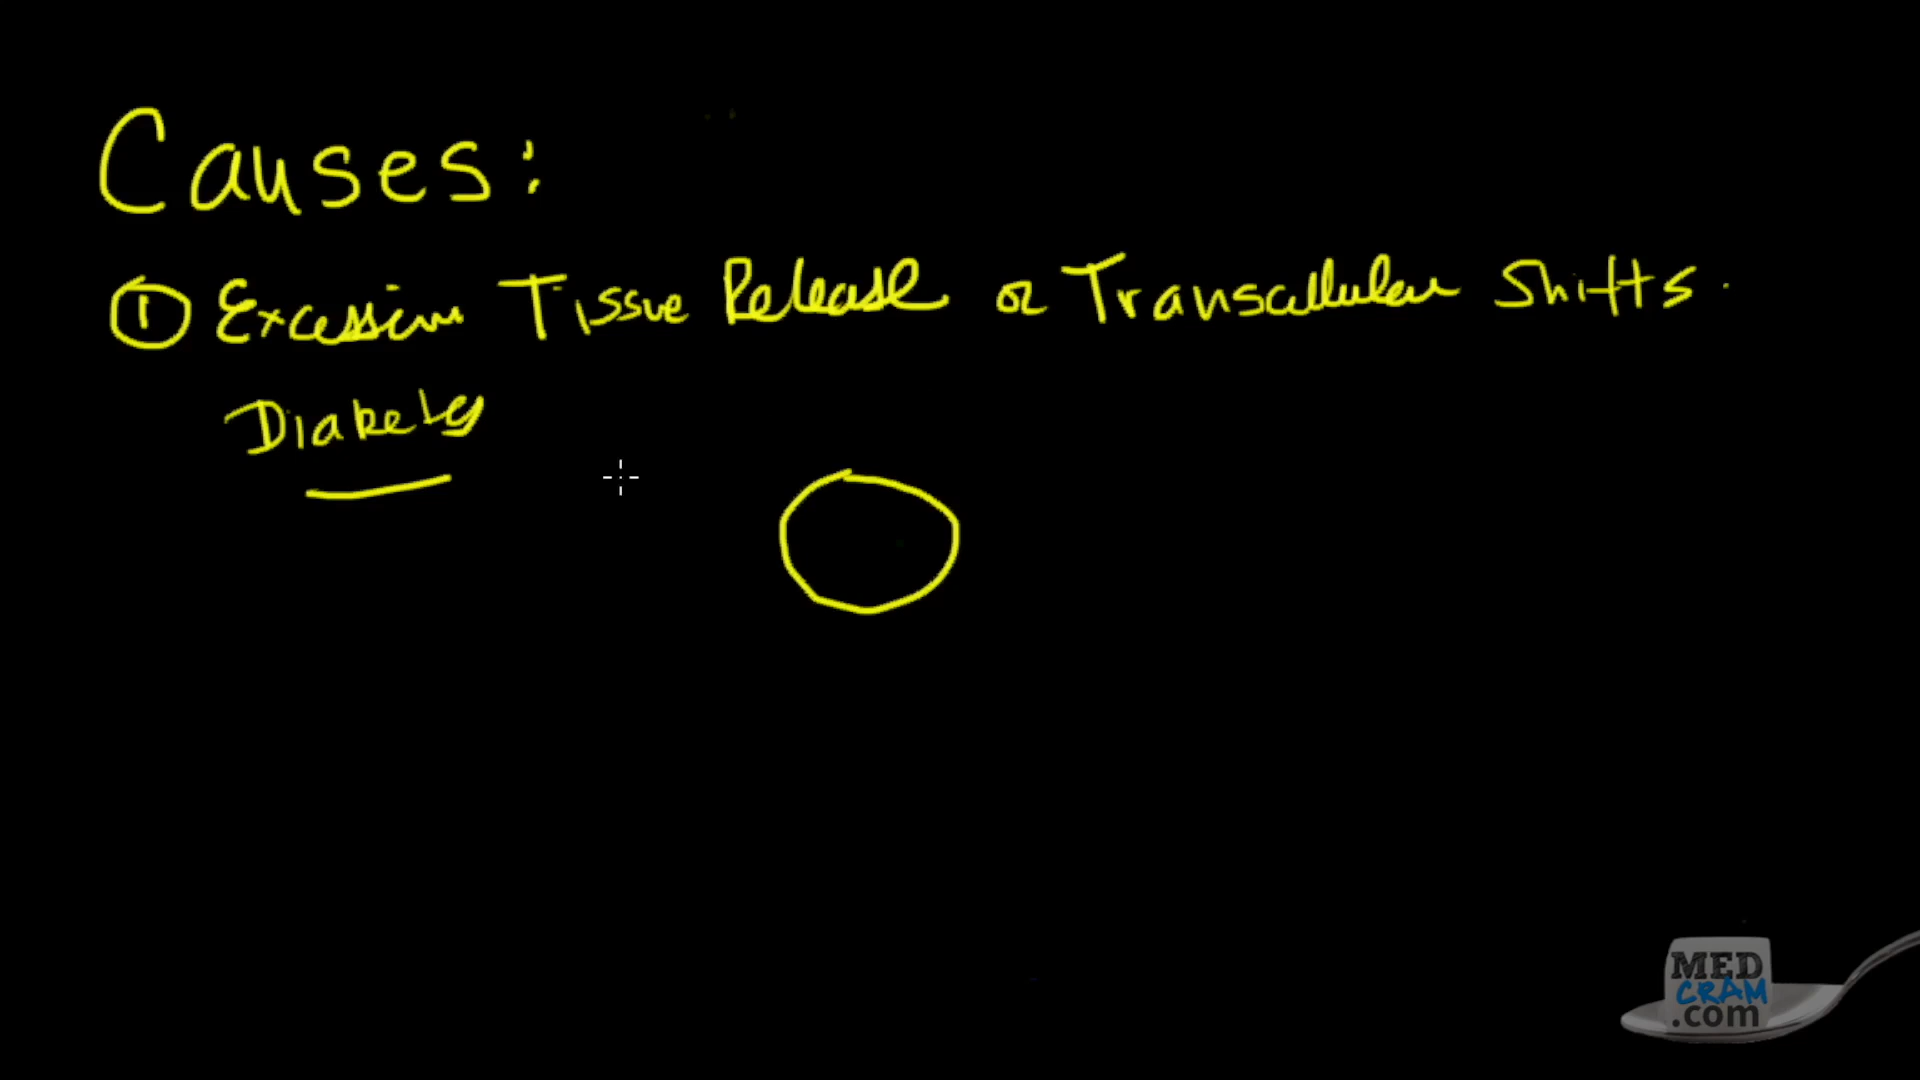 Causes:
① Excessive Tissue Release or Transcellular Shifts.
Diabetes
MED
CRAM
.com